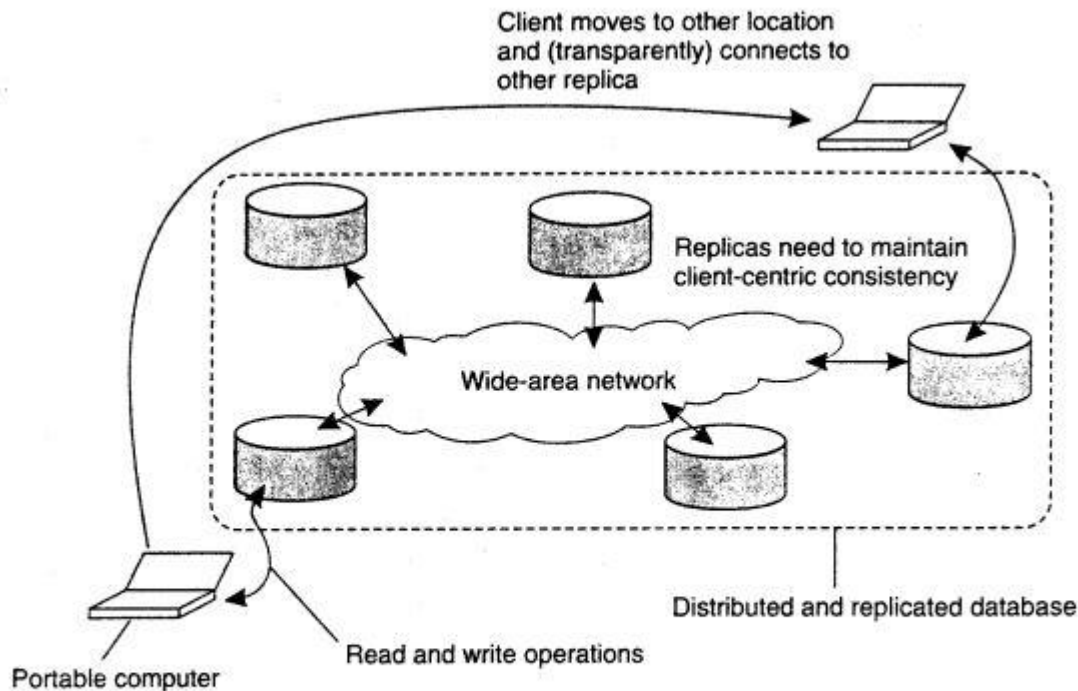 Client moves to other location
and (transparently) connects to
other replica
Replicas need to maintain
client-centric consistency
Wide-area network
Distributed and replicated database
Read and write operations
Portable computer